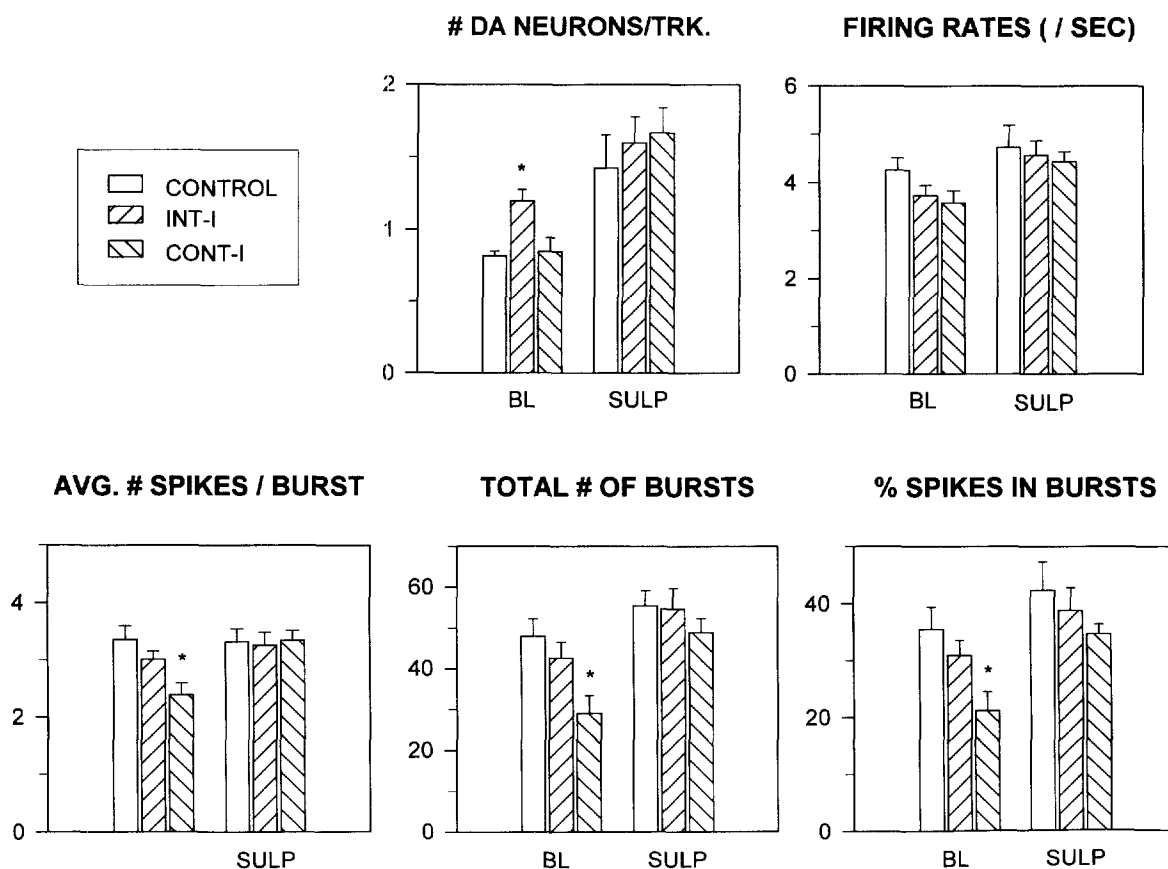 # DA NEURONS/TRK.
FIRING RATES ( / SEC)
CONTROL
INT-I
CONT-I
2
1
0
*
BL
SULP
6
4
2
0
BL
SULP
AVG. # SPIKES / BURST
TOTAL # OF BURSTS
% SPIKES IN BURSTS
4
2
0
*
SULP
60
40
20
0
*
BL
SULP
40
20
0
*
BL
SULP